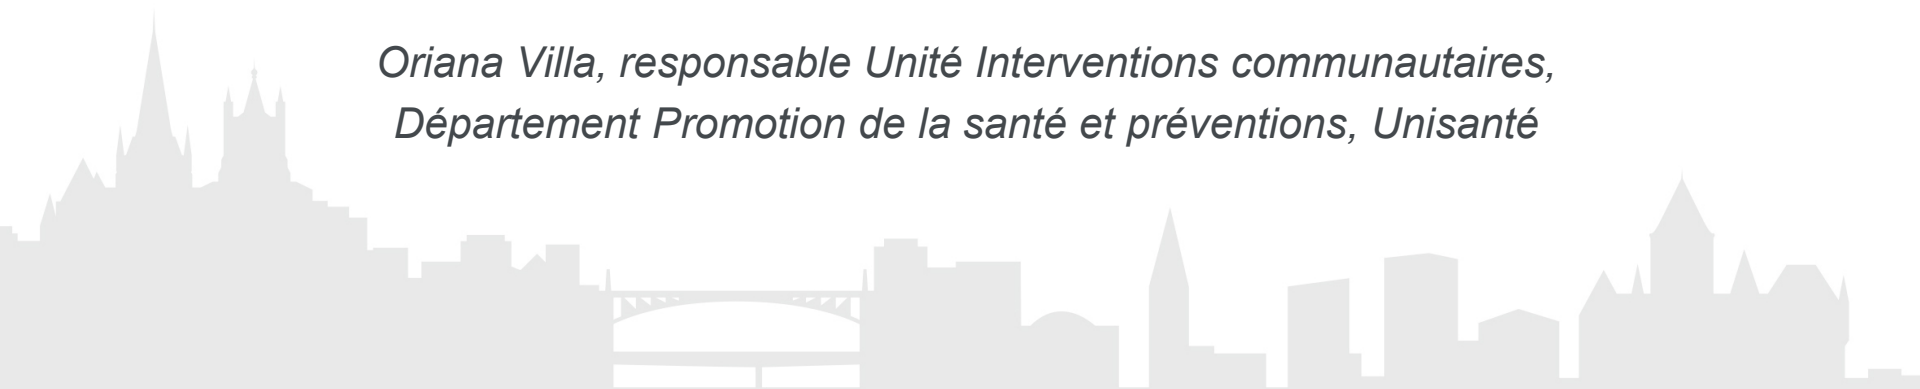 Oriana Villa, responsable Unité Interventions communautaires,
Département Promotion de la santé et préventions, Unisanté